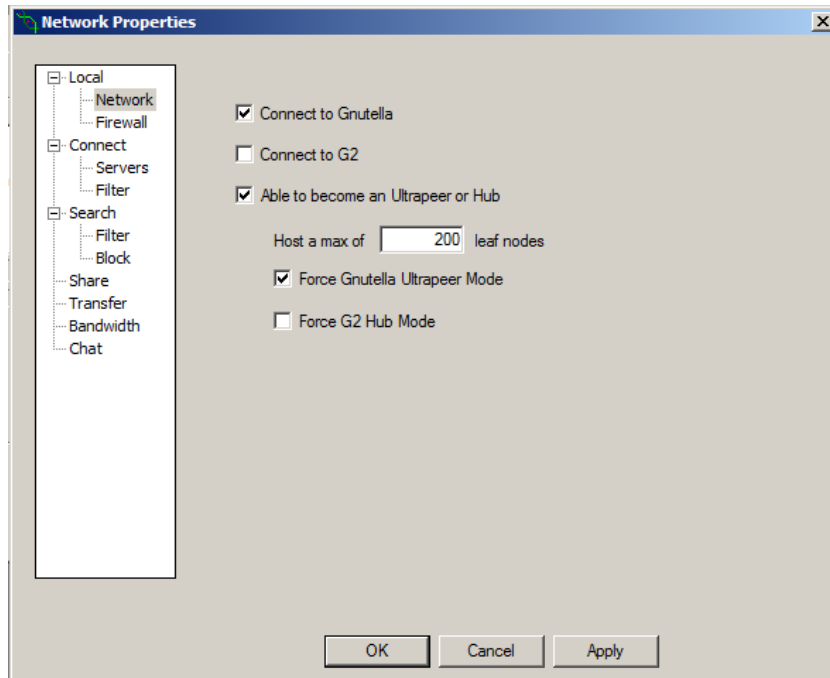 Network Properties
Local
Network
Firewall
Connect
Servers
Filter
Search
Filter
Block
Share
Transfer
Bandwidth
Chat
Connect to Gnutella
Connect to G2
Able to become an Ultrapeer or Hub
Host a max of 200 leaf nodes
Force Gnutella Ultrapeer Mode
Force G2 Hub Mode
OK Cancel Apply